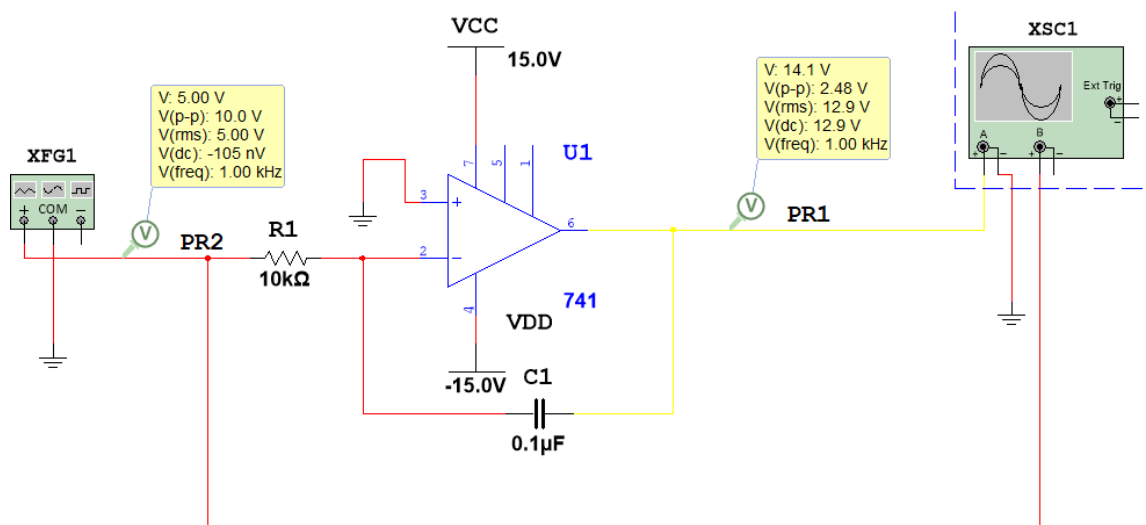 XSC1
VCC
15.0V
Ext Trig
+
−
A
B
+
−
+
−
V: 5.00 V
V(p-p): 10.0 V
V(rms): 5.00 V
V(dc): -105 nV
V(freq): 1.00 kHz
V: 14.1 V
V(p-p): 2.48 V
V(rms): 12.9 V
V(dc): 12.9 V
V(freq): 1.00 kHz
XFG1
+
COM
−
V
V
PR2
R1
10kΩ
7
5
1
U1
3
+
2
−
6
4
741
PR1
VDD
-15.0V
C1
0.1µF